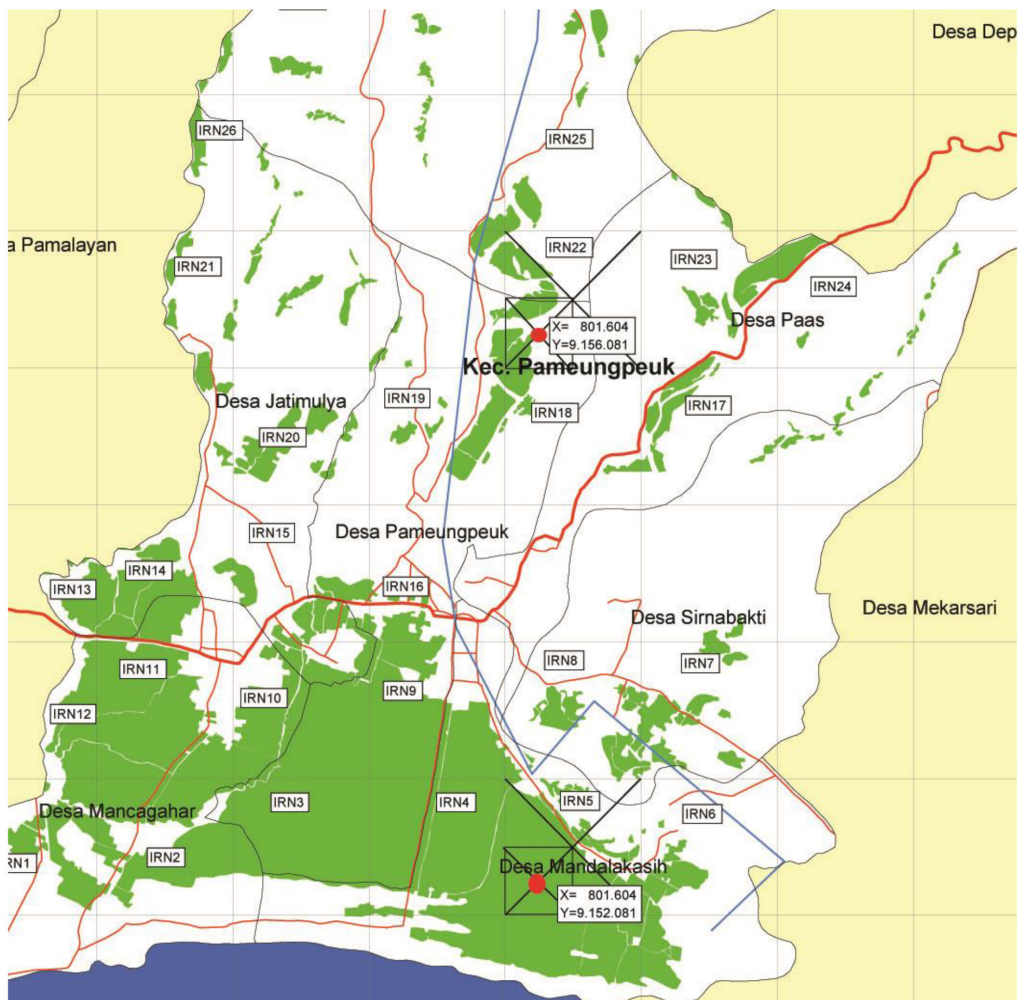 Desa Dep
IRN26
IRN25
a Pamalayan
IRN22
IRN23
IRN21
IRN24
X= 801.604
Y=9.156.081
Desa Paas
Kec. Pameungpeuk
Desa Jatimulya
IRN19
IRN18
IRN17
IRN20
IRN15
Desa Pameungpeuk
IRN14
IRN13
IRN16
Desa Sirnabakti
Desa Mekarsari
IRN11
IRN8
IRN7
IRN10
IRN9
IRN12
IRN3
IRN4
IRN5
Desa Mancagahar
IRN6
RN1
IRN2
Desa Mandalakasih
X= 801.604
Y=9.152.081